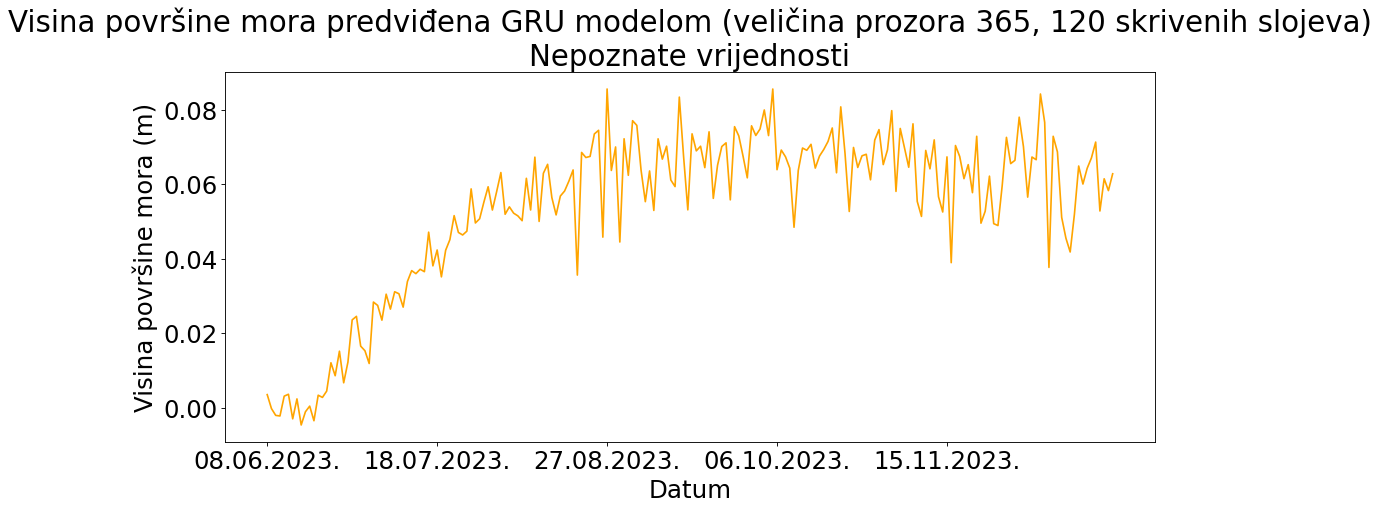 Visina površine mora predviđena GRU modelom (veličina prozora 365, 120 skrivenih slojeva)
Nepoznate vrijednosti
Visina površine mora (m)
0.08
0.06
0.04
0.02
0.00
08.06.2023. 18.07.2023. 27.08.2023. 06.10.2023. 15.11.2023.
Datum